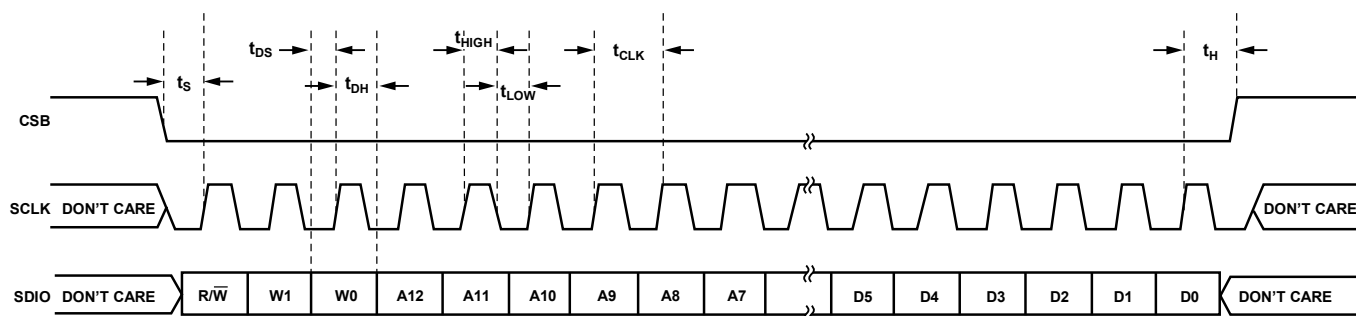 tDS
tHIGH
tCLK
tH
tS
tDH
tLOW
CSB
SCLK DON'T CARE DON'T CARE
SDIO DON'T CARE R/W̅ W1 W0 A12 A11 A10 A9 A8 A7 D5 D4 D3 D2 D1 D0 DON'T CARE